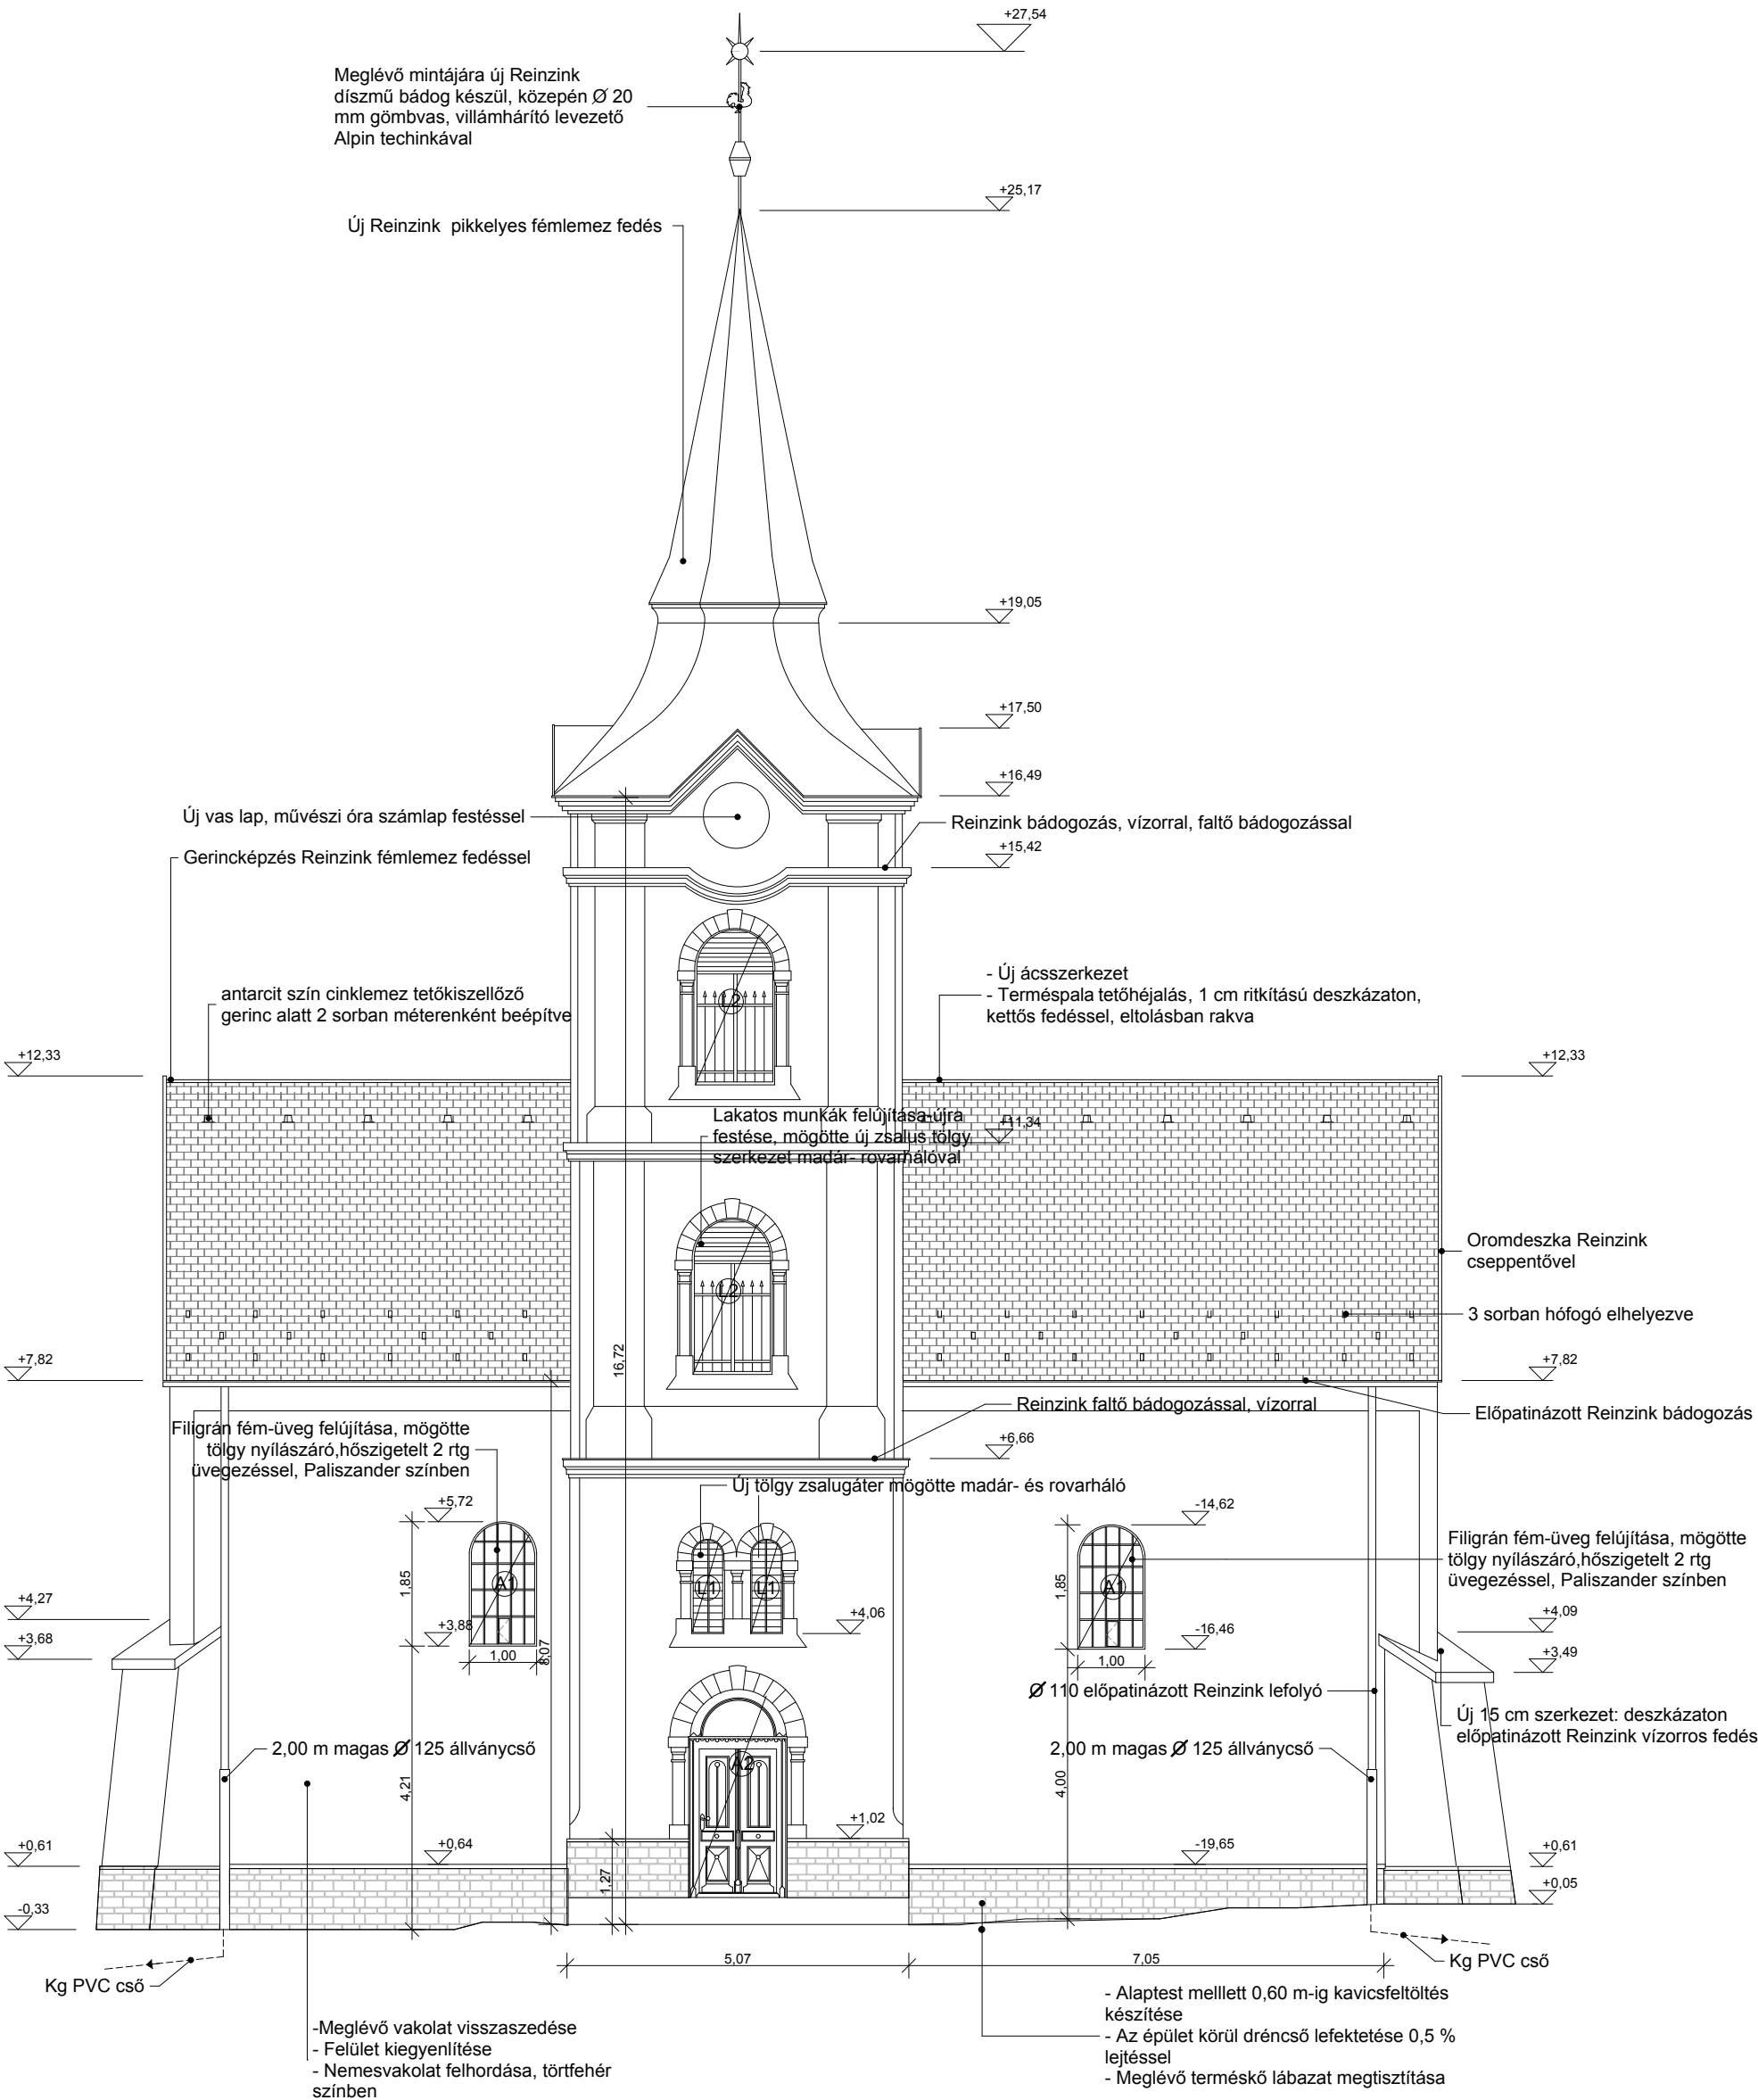 +27,54
Meglévő mintájára új Reinzink
díszmű bádog készül, középén Ø 20
mm gömbvas, villámhárító levezető
Alpin techinkával
+25,17
Új Reinzink  pikkelyes fémlemez fedés
+19,05
+17,50
+16,49
Új vas lap, művészi óra számlap festéssel
Reinzink bádogozás, vízorral, faltő bádogozással
+15,42
Gerincképzés Reinzink fémlemez fedéssel
- Új ácsszerkezet
- Terméspala tetőhéjalás, 1 cm ritkítású deszkázaton,
kettős fedéssel, eltolásban rakva
antarcit szín cinklemez tetőkiszellőző
gerinc alatt 2 sorban méterenként beépítve
L2
+12,33
+12,33
Lakatos munkák felújítása-újra
festése, mögötte új zsalus tölgy
szerkezet madár- rovarhálóval
+11,34
Oromdeszka Reinzink
cseppentővel
L2
3 sorban hófogó elhelyezve
16,72
+7,82
+7,82
Reinzink faltő bádogozással, vízorral
Előpatinázott Reinzink bádogozás
Filigrán fém-üveg felújítása, mögötte
tölgy nyílászáró,hőszigetelt 2 rtg
üvegezéssel, Paliszander színben
+6,66
Új tölgy zsalugáter mögötte madár- és rovarháló
+5,72
-14,62
Filigrán fém-üveg felújítása, mögötte
tölgy nyílászáró,hőszigetelt 2 rtg
üvegezéssel, Paliszander színben
1,85
A1
L1
L1
1,85
A1
+4,27
+4,06
+4,09
+3,68
+3,88
8,07
-16,46
+3,49
1,00
1,00
Ø 110 előpatinázott Reinzink lefolyó
Új 15 cm szerkezet: deszkázaton
előpatinázott Reinzink vízorros fedés
2,00 m magas Ø 125 állványcső
2,00 m magas Ø 125 állványcső
A2
4,21
4,00
+1,02
+0,61
+0,64
-19,65
+0,61
1,27
+0,05
-0,33
5,07
7,05
Kg PVC cső
Kg PVC cső
- Alaptest melllett 0,60 m-ig kavicsfeltöltés
készítése
- Az épület körül dréncső lefektetése 0,5 %
lejtéssel
- Meglévő terméskő lábazat megtisztítása
-Meglévő vakolat visszaszedése
- Felület kiegyenlítése
- Nemesvakolat felhordása, törtfehér
színben